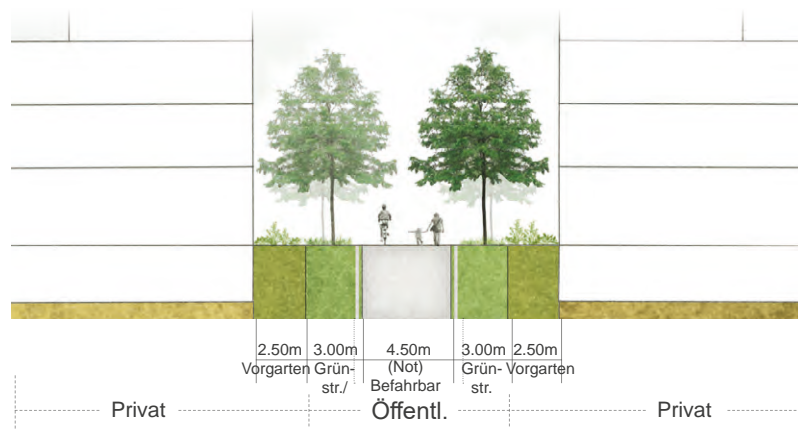 2.50m 3.00m 4.50m 3.00m 2.50m
Vorgarten Grün- (Not) Grün- Vorgarten
str./ Befahrbar str.
Privat Öffentl. Privat